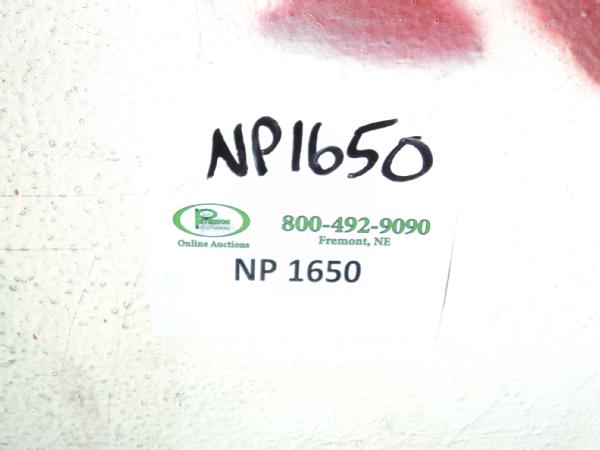 NP1650
800-492-9090
Online Auctions
Fremont, NE
NP 1650